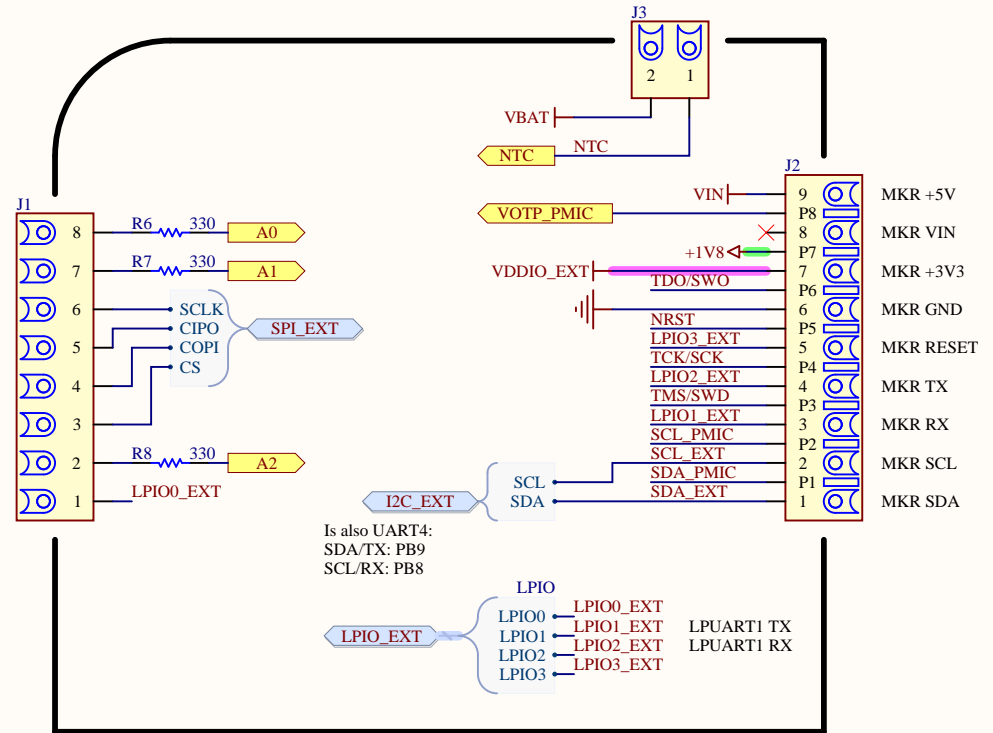 J3
2 1
VBAT
NTC NTC
J2
VIN 9 MKR +5V
VOTP_PMIC P8
8 MKR VIN
+1V8 P7
VDDIO_EXT 7 MKR +3V3
TDO/SWO P6
6 MKR GND
NRST P5
LPIO3_EXT 5 MKR RESET
TCK/SCK P4
LPIO2_EXT 4 MKR TX
TMS/SWD P3
LPIO1_EXT 3 MKR RX
SCL_PMIC P2
SCL_EXT 2 MKR SCL
SDA_PMIC P1
SDA_EXT 1 MKR SDA
J1
8 R6 330 A0
7 R7 330 A1
6 SCLK
5 CIPO
4 COPI
3 CS
SPI_EXT
2 R8 330 A2
1 LPIO0_EXT
I2C_EXT
SCL
SDA
Is also UART4:
SDA/TX: PB9
SCL/RX: PB8
LPIO
LPIO_EXT
LPIO0 LPIO0_EXT
LPIO1 LPIO1_EXT LPUART1 TX
LPIO2 LPIO2_EXT LPUART1 RX
LPIO3 LPIO3_EXT